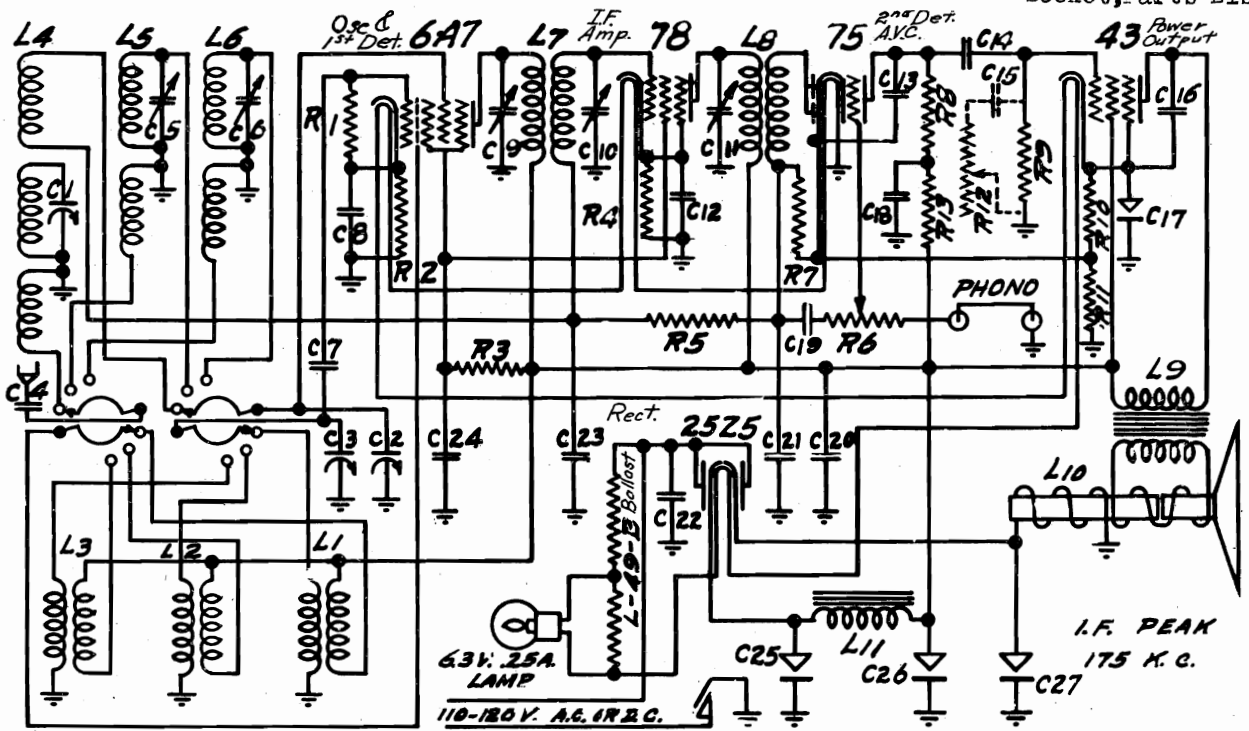 Socket, Parts Lis
L4
L5
L6
Osc &
1st Det. 6A7
L7
I.F.
Amp.
78
L8
75
2nd Det.
A.V.C.
C14
43
Power
Output
C15
C13
R8
C16
C5
C6
R1
C9
C10
C11
C1
R9
R12
C8
R4
C12
C18
R13
R10
C17
R2
R7
R11
PHONO
R5
C19
R6
C7
R3
L9
C4
Rect.
25Z5
C3
C2
C24
C23
C21
C20
L-49-B Ballast
C22
L10
L3
L2
L1
6.3V. .25A.
LAMP
L11
I.F. PEAK
175 K.C.
C25
C26
C27
110-120 V. A.C. OR D.C.